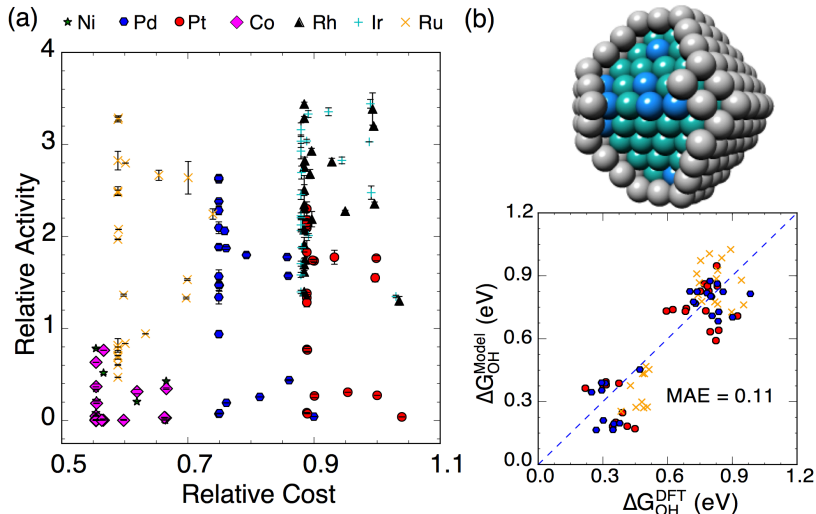 (a)
Ni Pd Pt Co Rh Ir Ru
Relative Activity
4
3
2
1
0
0.5 0.7 0.9 1.1
Relative Cost
(b)
ΔG_OH^Model (eV)
1.2
0.9
0.6
0.3
0.0
MAE = 0.11
0.0 0.3 0.6 0.9 1.2
ΔG_OH^DFT (eV)